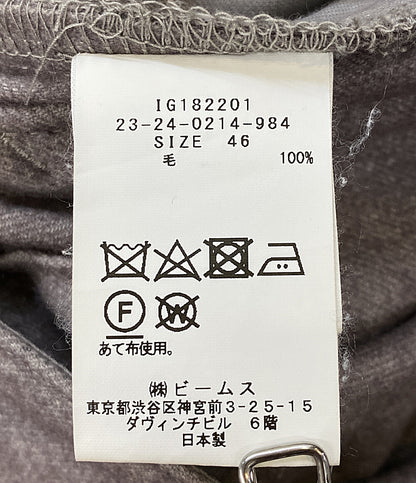 IG182201
23-24-0214-984
SIZE 46
毛 100%
F W
あて布使用。
㈱ビームス
東京都渋谷区神宮前3-25-15
ダヴィンチビル 6階
日本製